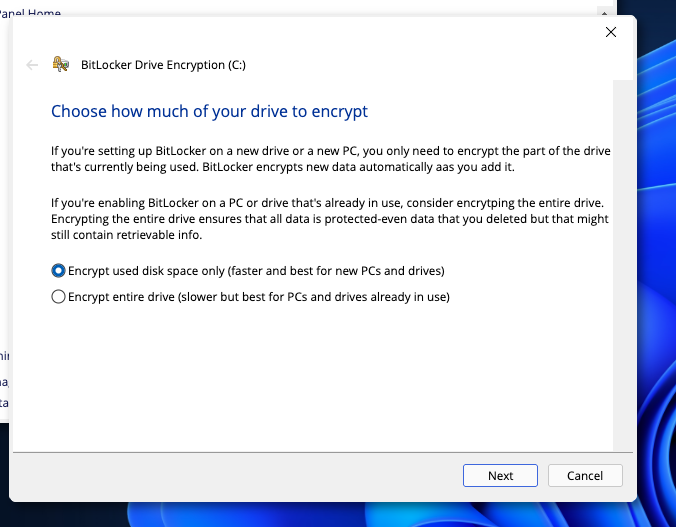 Panel Home
BitLocker Drive Encryption (C:)
Choose how much of your drive to encrypt
If you're setting up BitLocker on a new drive or a new PC, you only need to encrypt the part of the drive
that's currently being used. BitLocker encrypts new data automatically aas you add it.
If you're enabling BitLocker on a PC or drive that's already in use, consider encrytping the entire drive.
Encrypting the entire drive ensures that all data is protected-even data that you deleted but that might
still contain retrievable info.
Encrypt used disk space only (faster and best for new PCs and drives)
Encrypt entire drive (slower but best for PCs and drives already in use)
Next
Cancel